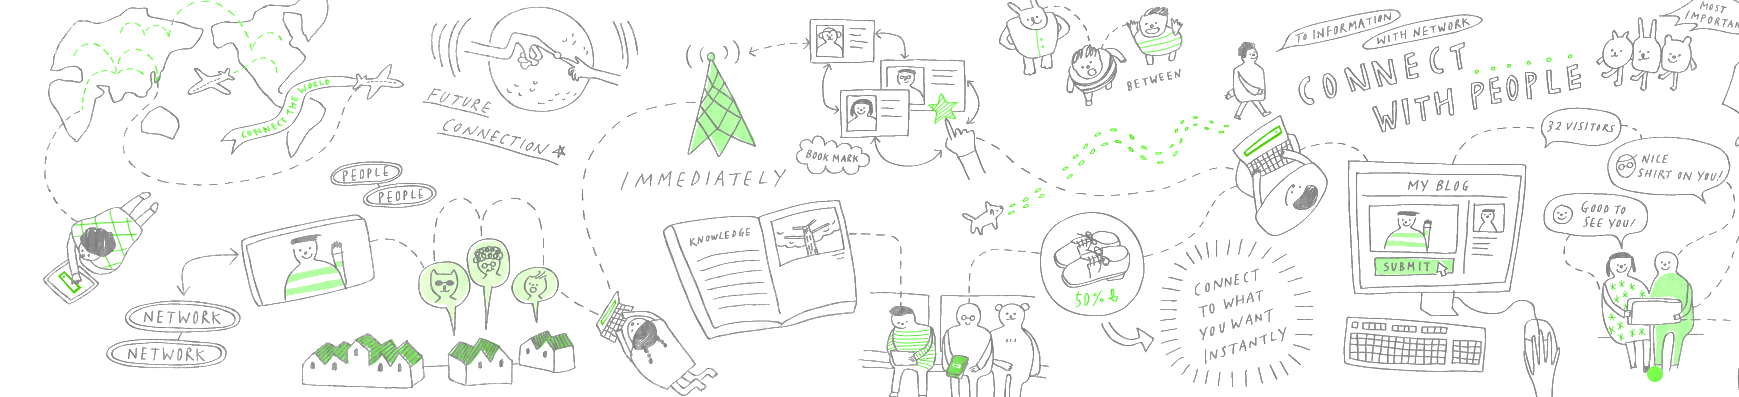 CONNECT THE WORLD
FUTURE
CONNECTION
PEOPLE
PEOPLE
NETWORK
NETWORK
IMMEDIATELY
BOOK MARK
KNOWLEDGE
BETWEEN
TO INFORMATION
WITH NETWORK
CONNECT
WITH PEOPLE
MOST
32 VISITORS
NICE
SHIRT ON YOU!
GOOD TO
SEE YOU!
MY BLOG
SUBMIT
50%
CONNECT
TO WHAT
YOU WANT
INSTANTLY